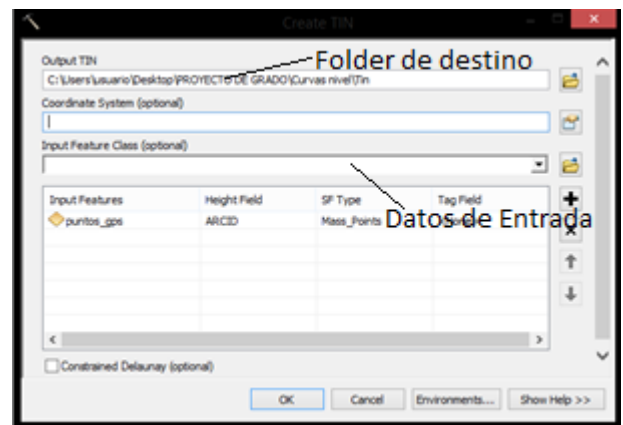 Create TIN
Output TIN
Folder de destino
C:\Users\usuario\Desktop\PROYECTO DE GRADO\Curvas nivel\Tin
Coordinate System (optional)
Input Feature Class (optional)
Input Features Height Field SF Type Tag Field
puntos_gps ARCID Mass_Points
Datos de Entrada
Constrained Delaunay (optional)
OK Cancel Environments... Show Help >>